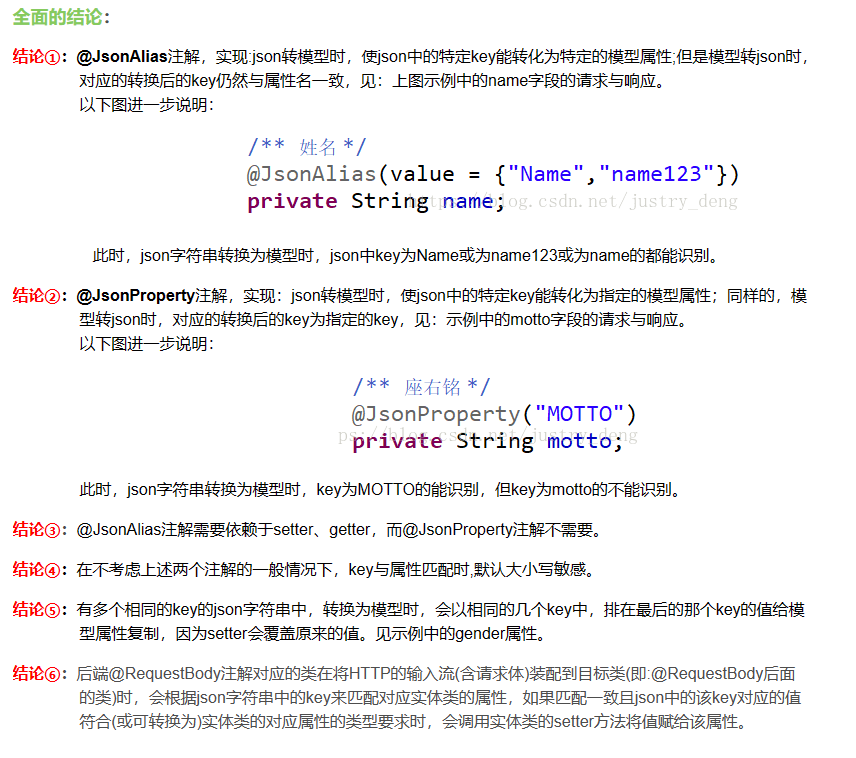 全面的结论：
结论①：@JsonAlias注解，实现:json转模型时，使json中的特定key能转化为特定的模型属性;但是模型转json时，
对应的转换后的key仍然与属性名一致，见：上图示例中的name字段的请求与响应。
以下图进一步说明：
/** 姓名 */
@JsonAlias(value = {"Name","name123"})
private String name;
https://blog.csdn.net/justry_deng
此时，json字符串转换为模型时，json中key为Name或为name123或为name的都能识别。
结论②：@JsonProperty注解，实现：json转模型时，使json中的特定key能转化为指定的模型属性；同样的，模
型转json时，对应的转换后的key为指定的key，见：示例中的motto字段的请求与响应。
以下图进一步说明：
/** 座右铭 */
@JsonProperty("MOTTO")
private String motto;
ps://blog.csdn.net/justry_deng
此时，json字符串转换为模型时，key为MOTTO的能识别，但key为motto的不能识别。
结论③：@JsonAlias注解需要依赖于setter、getter，而@JsonProperty注解不需要。
结论④：在不考虑上述两个注解的一般情况下，key与属性匹配时,默认大小写敏感。
结论⑤：有多个相同的key的json字符串中，转换为模型时，会以相同的几个key中，排在最后的那个key的值给模
型属性复制，因为setter会覆盖原来的值。见示例中的gender属性。
结论⑥：后端@RequestBody注解对应的类在将HTTP的输入流(含请求体)装配到目标类(即:@RequestBody后面
的类)时，会根据json字符串中的key来匹配对应实体类的属性，如果匹配一致且json中的该key对应的值
符合(或可转换为)实体类的对应属性的类型要求时，会调用实体类的setter方法将值赋给该属性。